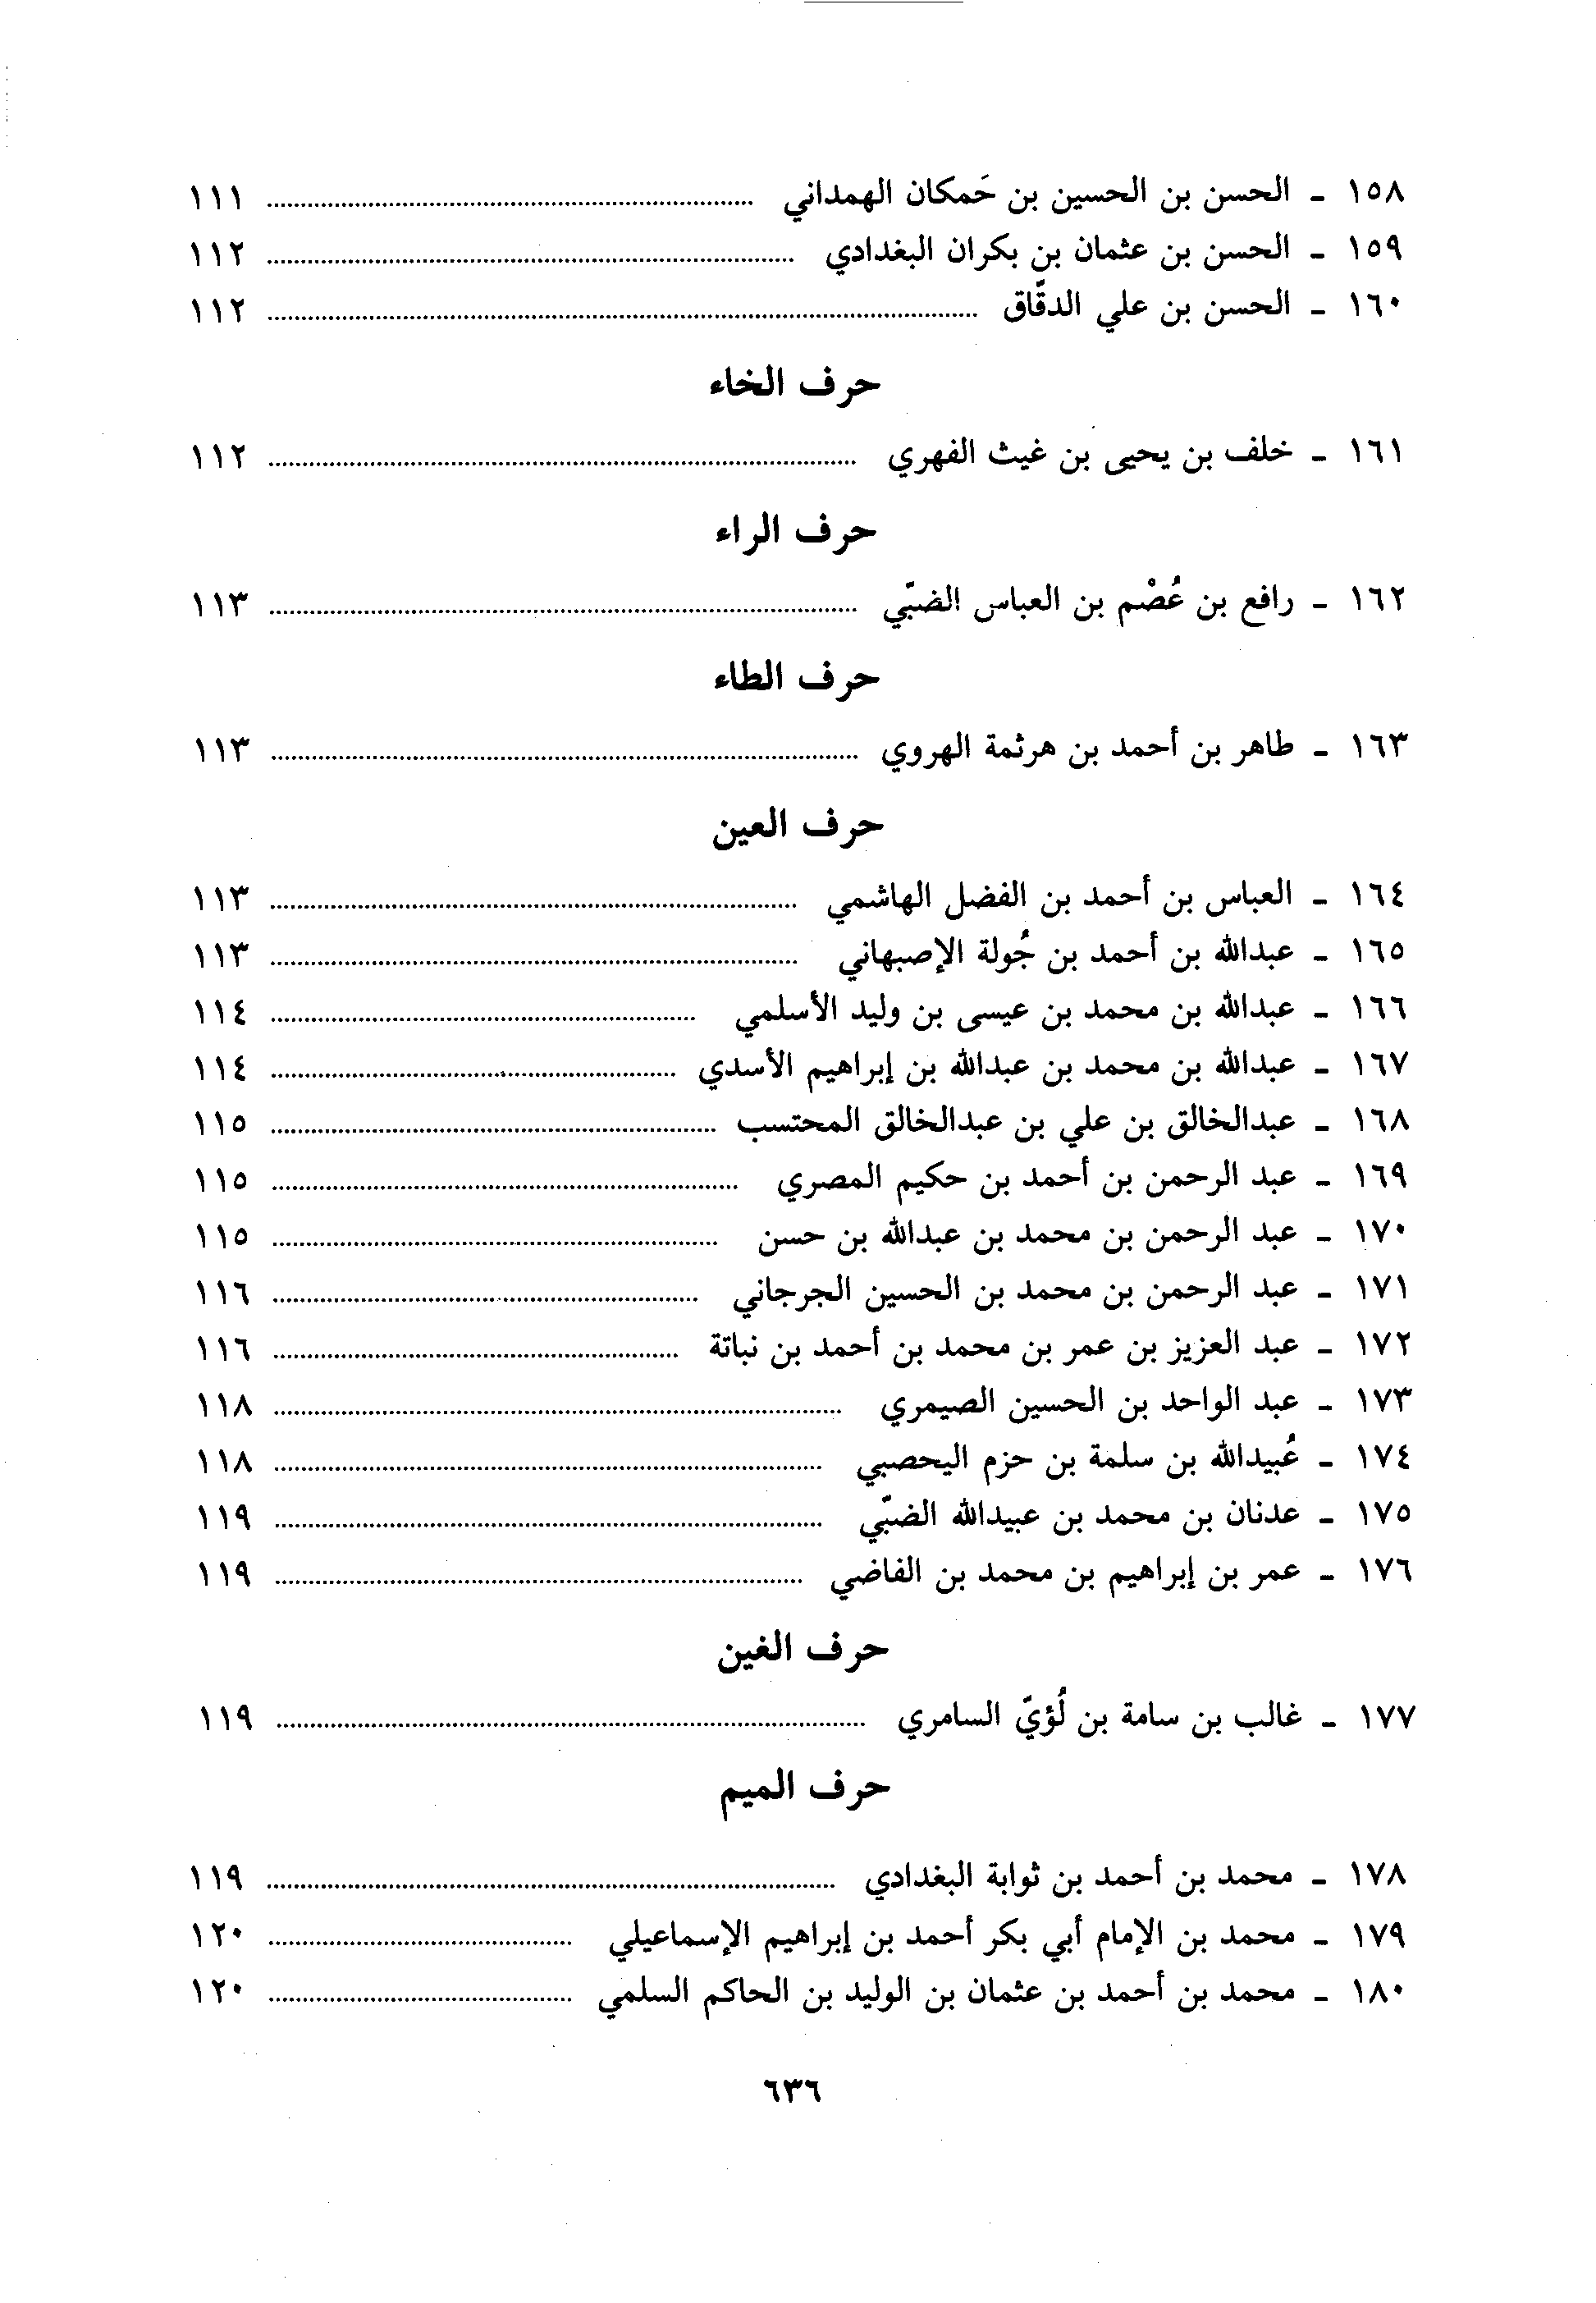 ١٥٨ - الحسن بن الحسين بن حَمكان الهمداني ........ ١١١
١٥٩ - الحسن بن عثمان بن بكران البغدادي ........ ١١٢
١٦٠ - الحسن بن علي الدقّاق ........ ١١٢
حرف الخاء
١٦١ - خلف بن يحيى بن غيث الفهري ........ ١١٢
حرف الراء
١٦٢ - رافع بن عُصْم بن العباس الضبّي ........ ١١٣
حرف الطاء
١٦٣ - طاهر بن أحمد بن هرثمة الهروي ........ ١١٣
حرف العين
١٦٤ - العباس بن أحمد بن الفضل الهاشمي ........ ١١٣
١٦٥ - عبدالله بن أحمد بن جُولة الإصبهاني ........ ١١٣
١٦٦ - عبدالله بن محمد بن عيسى بن وليد الأسلمي ........ ١١٤
١٦٧ - عبدالله بن محمد بن عبدالله بن إبراهيم الأسدي ........ ١١٤
١٦٨ - عبدالخالق بن علي بن عبدالخالق المحتسب ........ ١١٥
١٦٩ - عبد الرحمن بن أحمد بن حكيم المصري ........ ١١٥
١٧٠ - عبد الرحمن بن محمد بن عبدالله بن حسن ........ ١١٥
١٧١ - عبد الرحمن بن محمد بن الحسين الجرجاني ........ ١١٦
١٧٢ - عبد العزيز بن عمر بن محمد بن أحمد بن نباتة ........ ١١٦
١٧٣ - عبد الواحد بن الحسين الصيمري ........ ١١٨
١٧٤ - عُبيدالله بن سلمة بن حزم اليحصبي ........ ١١٨
١٧٥ - عدنان بن محمد بن عبيدالله الضبّي ........ ١١٩
١٧٦ - عمر بن إبراهيم بن محمد بن الفاضي ........ ١١٩
حرف الغين
١٧٧ - غالب بن سامة بن لُؤيّ السامري ........ ١١٩
حرف الميم
١٧٨ - محمد بن أحمد بن ثوابة البغدادي ........ ١١٩
١٧٩ - محمد بن الإمام أبي بكر أحمد بن إبراهيم الإسماعيلي ........ ١٢٠
١٨٠ - محمد بن أحمد بن عثمان بن الوليد بن الحاكم السلمي ........ ١٢٠
٦٣٦